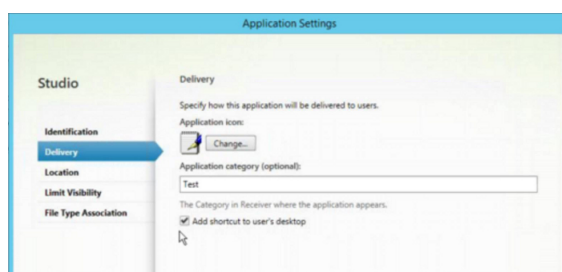 Application Settings
Studio
Identification
Delivery
Location
Limit Visibility
File Type Association
Delivery
Specify how this application will be delivered to users.
Application icon:
Change...
Application category (optional):
Test
The Category in Receiver where the application appears.
Add shortcut to user's desktop